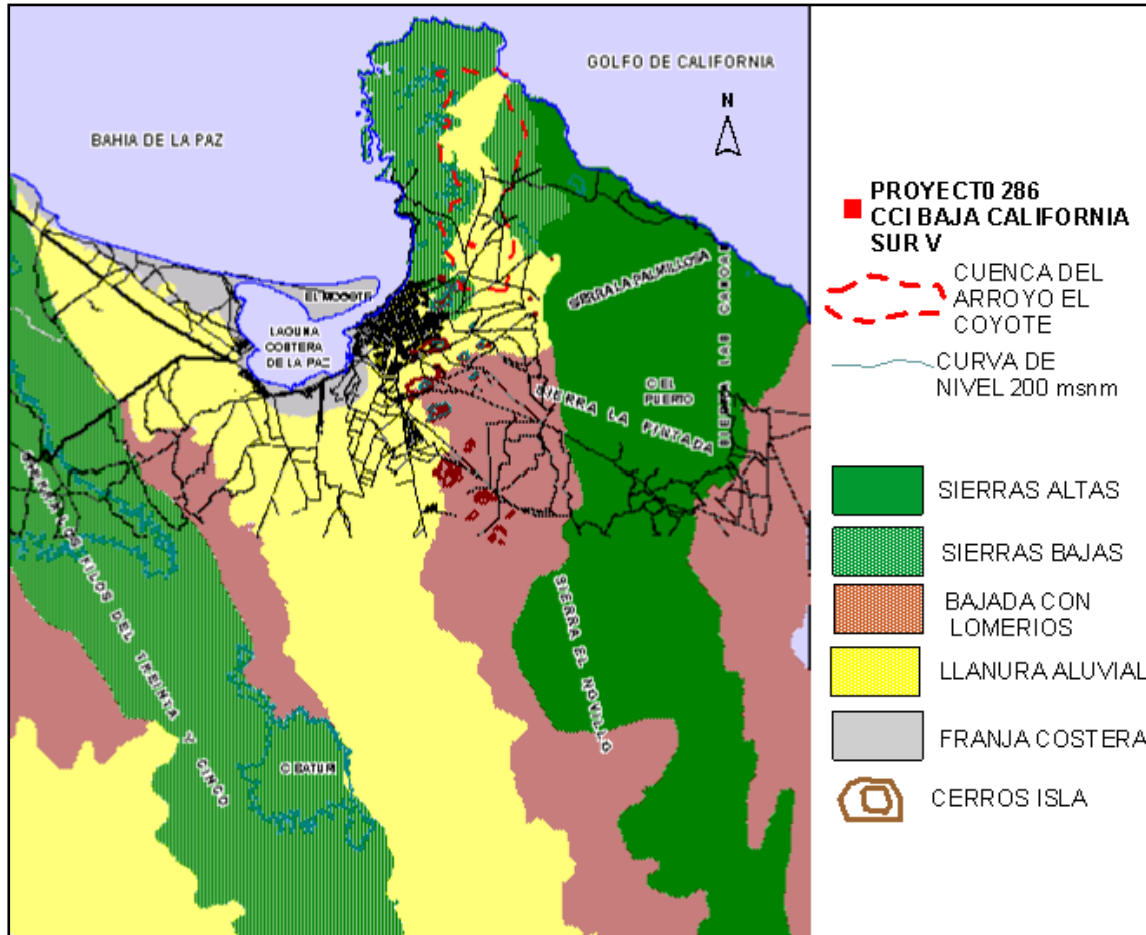 GOLFO DE CALIFORNIA
N
BAHIA DE LA PAZ
EL MOGOTE
LAGUNA
COSTERA
DE LA PAZ
SIERRA LA PALMILLOSA
SIERRA LAS CANOAS
C EL
PUERTO
SIERRA LA PINTADA
SIERRA EL NOVILLO
SIERRA LOS FILOS DEL TREINTA Y CINCO
C BATURI
PROYECT0 286
CCI BAJA CALIFORNIA
SUR V
CUENCA DEL
ARROYO EL
COYOTE
CURVA DE
NIVEL 200 msnm
SIERRAS ALTAS
SIERRAS BAJAS
BAJADA CON
LOMERIOS
LLANURA ALUVIAL
FRANJA COSTERA
CERROS ISLA